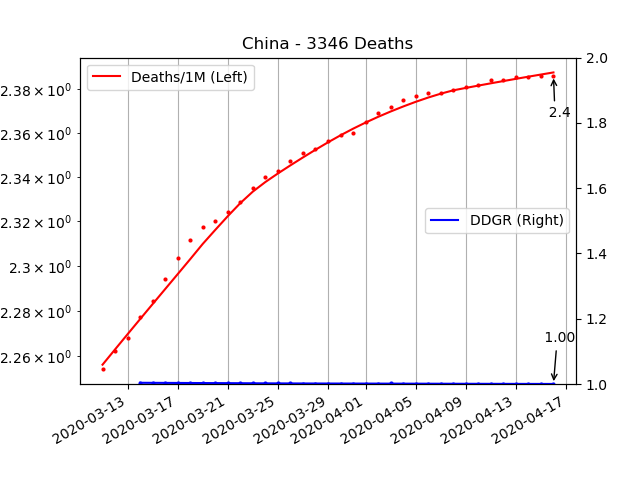 China - 3346 Deaths
Deaths/1M (Left)
DDGR (Right)
2.38 × 10⁰
2.36 × 10⁰
2.34 × 10⁰
2.32 × 10⁰
2.3 × 10⁰
2.28 × 10⁰
2.26 × 10⁰
2.0
1.8
1.6
1.4
1.2
1.0
2.4
1.00
2020-03-13
2020-03-17
2020-03-21
2020-03-25
2020-03-29
2020-04-01
2020-04-05
2020-04-09
2020-04-13
2020-04-17